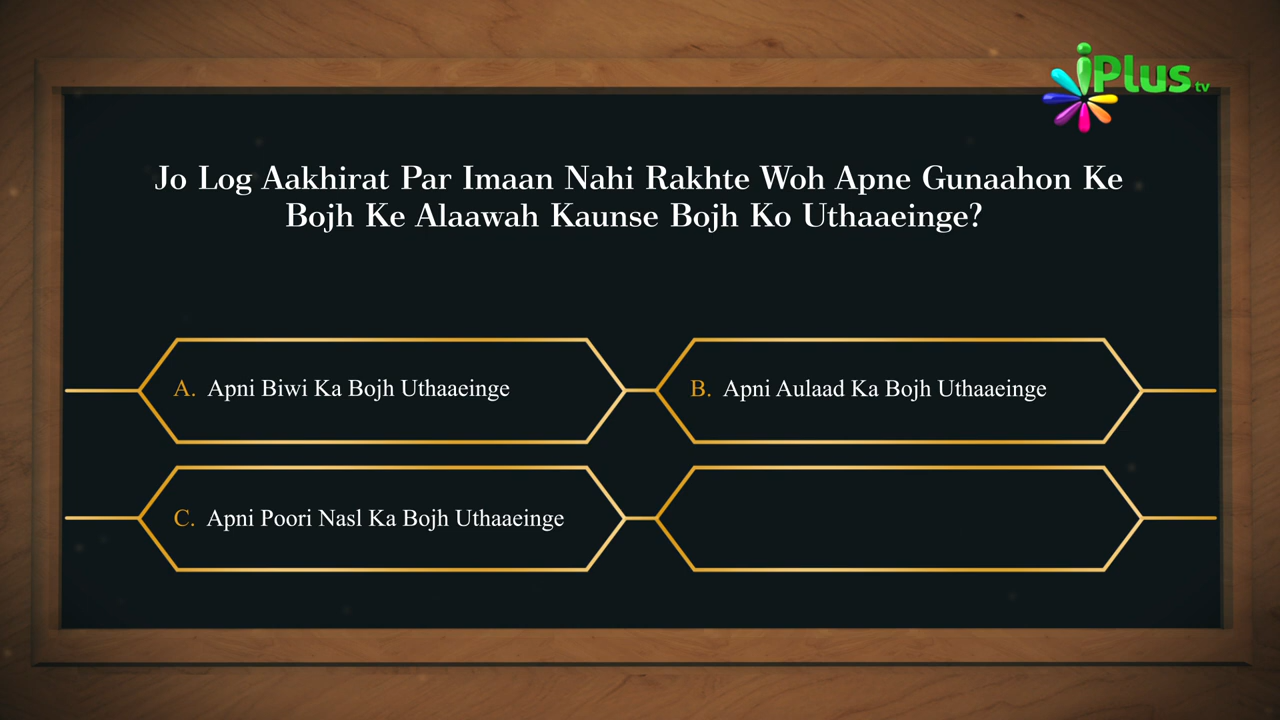 iPlus tv
Jo Log Aakhirat Par Imaan Nahi Rakhte Woh Apne Gunaahon Ke
Bojh Ke Alaawah Kaunse Bojh Ko Uthaaeinge?
A. Apni Biwi Ka Bojh Uthaaeinge
B. Apni Aulaad Ka Bojh Uthaaeinge
C. Apni Poori Nasl Ka Bojh Uthaaeinge